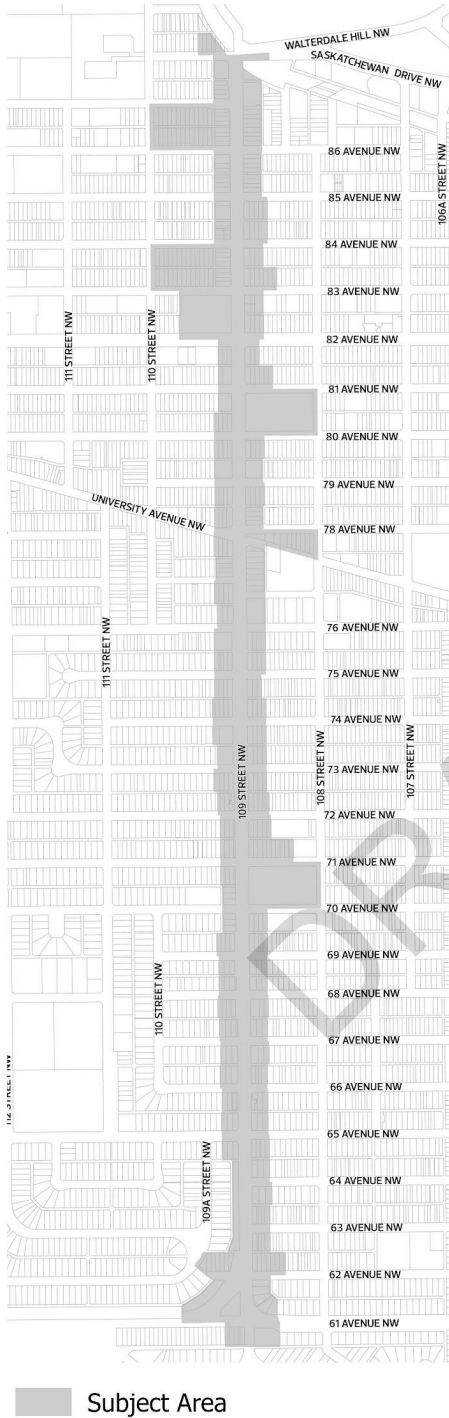 WALTERDALE HILL NW
SASKATCHEWAN DRIVE NW
86 AVENUE NW
106A STREET NW
85 AVENUE NW
84 AVENUE NW
83 AVENUE NW
111 STREET NW
110 STREET NW
82 AVENUE NW
81 AVENUE NW
80 AVENUE NW
79 AVENUE NW
UNIVERSITY AVENUE NW
78 AVENUE NW
76 AVENUE NW
111 STREET NW
75 AVENUE NW
74 AVENUE NW
109 STREET NW
108 STREET NW
107 STREET NW
73 AVENUE NW
72 AVENUE NW
71 AVENUE NW
DR
70 AVENUE NW
69 AVENUE NW
110 STREET NW
68 AVENUE NW
67 AVENUE NW
112 STREET NW
66 AVENUE NW
65 AVENUE NW
109A STREET NW
64 AVENUE NW
63 AVENUE NW
62 AVENUE NW
61 AVENUE NW
Subject Area